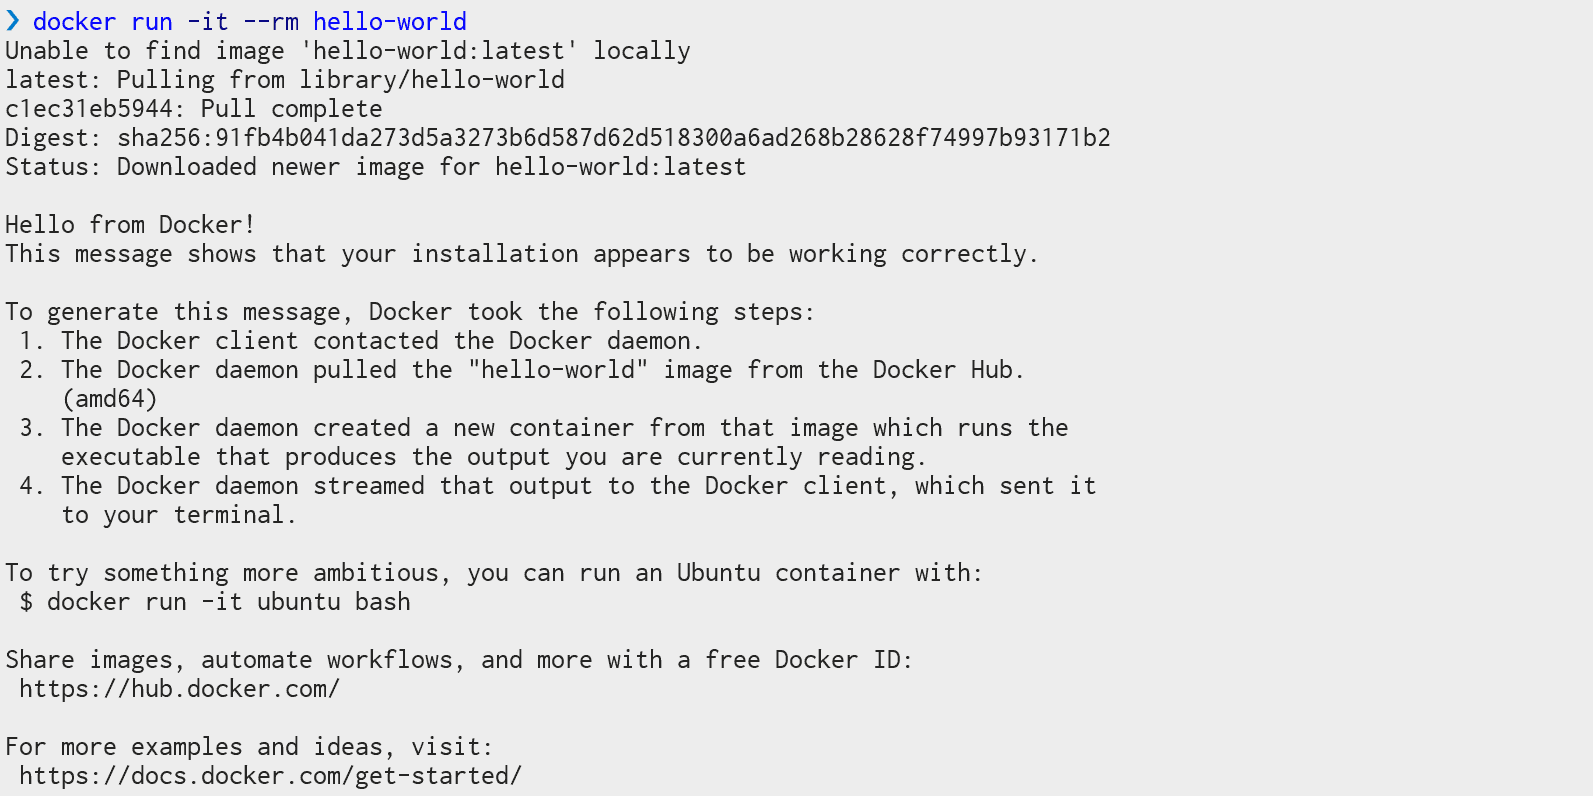 ❯ docker run -it --rm hello-world
Unable to find image 'hello-world:latest' locally
latest: Pulling from library/hello-world
c1ec31eb5944: Pull complete
Digest: sha256:91fb4b041da273d5a3273b6d587d62d518300a6ad268b28628f74997b93171b2
Status: Downloaded newer image for hello-world:latest

Hello from Docker!
This message shows that your installation appears to be working correctly.

To generate this message, Docker took the following steps:
 1. The Docker client contacted the Docker daemon.
 2. The Docker daemon pulled the "hello-world" image from the Docker Hub.
    (amd64)
 3. The Docker daemon created a new container from that image which runs the
    executable that produces the output you are currently reading.
 4. The Docker daemon streamed that output to the Docker client, which sent it
    to your terminal.

To try something more ambitious, you can run an Ubuntu container with:
 $ docker run -it ubuntu bash

Share images, automate workflows, and more with a free Docker ID:
 https://hub.docker.com/

For more examples and ideas, visit:
 https://docs.docker.com/get-started/